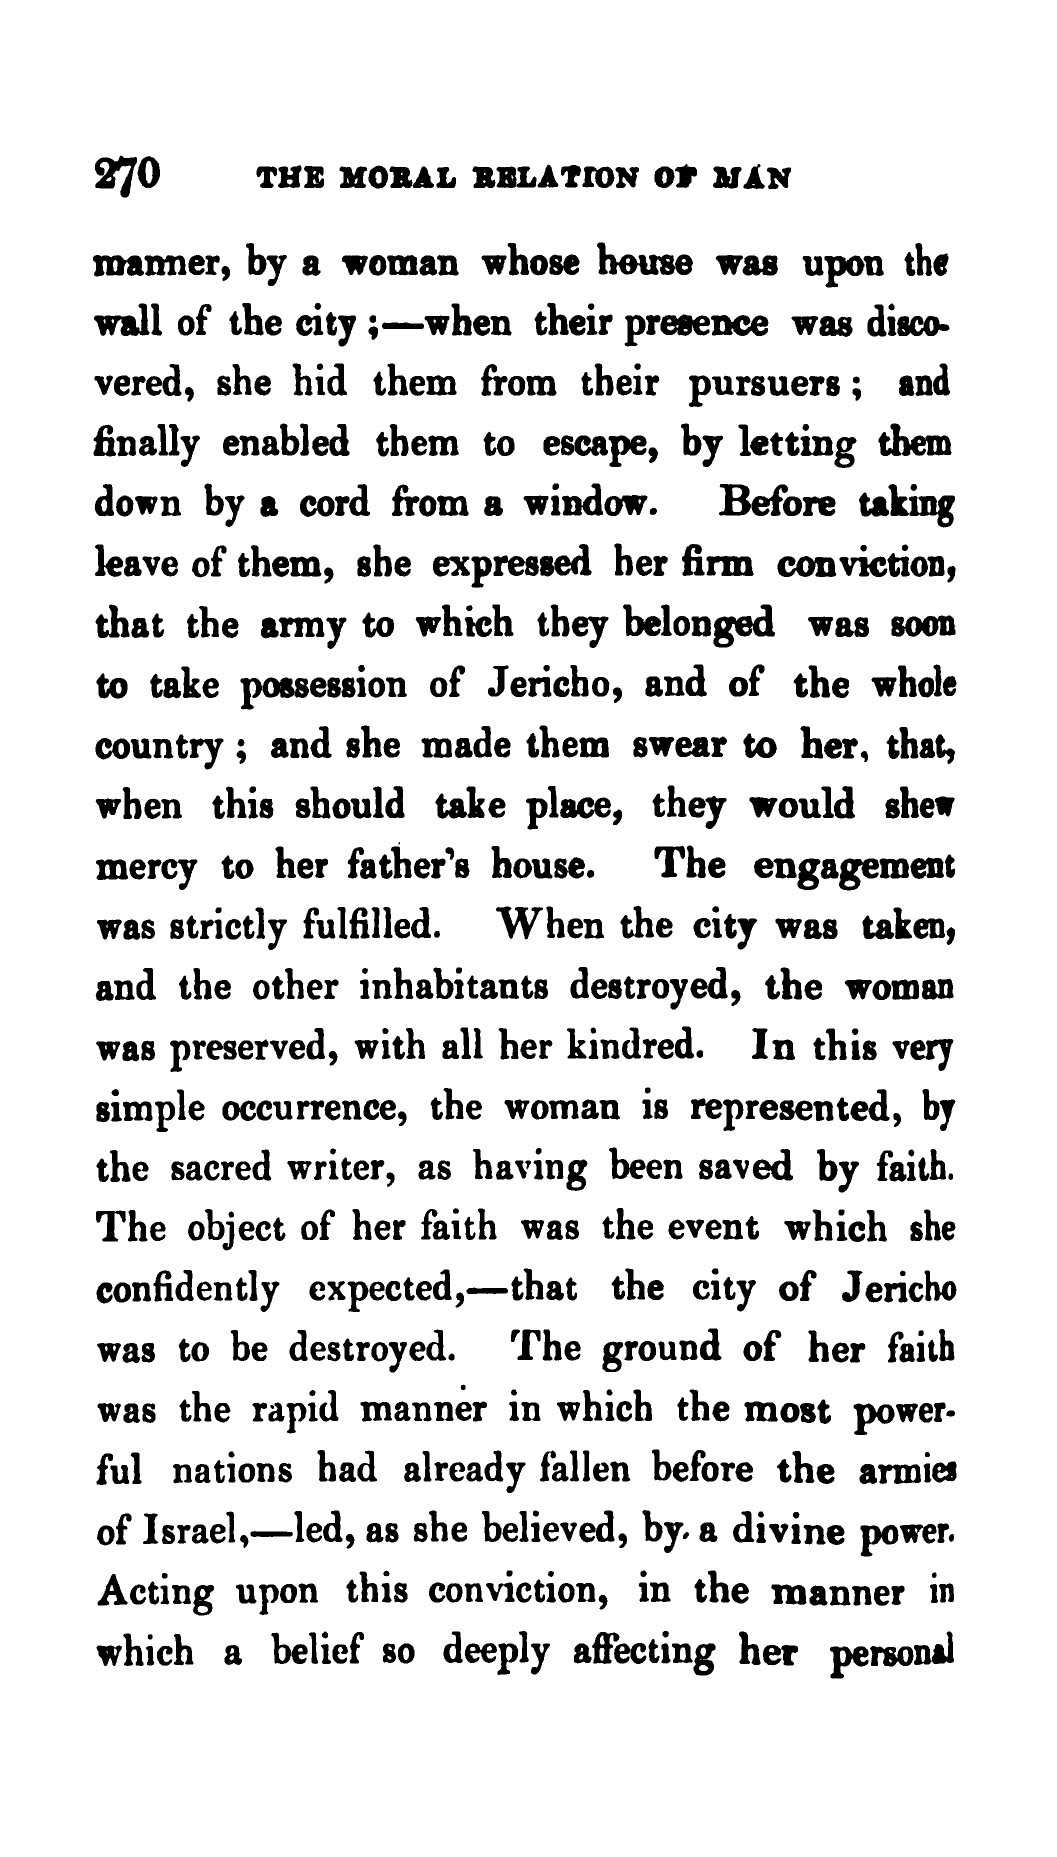 270 THE MORAL RELATION OF MAN
manner, by a woman whose house was upon the
wall of the city ;—when their presence was disco-
vered, she hid them from their pursuers ; and
finally enabled them to escape, by letting them
down by a cord from a window. Before taking
leave of them, she expressed her firm conviction,
that the army to which they belonged was soon
to take possession of Jericho, and of the whole
country ; and she made them swear to her, that,
when this should take place, they would shew
mercy to her father's house. The engagement
was strictly fulfilled. When the city was taken,
and the other inhabitants destroyed, the woman
was preserved, with all her kindred. In this very
simple occurrence, the woman is represented, by
the sacred writer, as having been saved by faith.
The object of her faith was the event which she
confidently expected,—that the city of Jericho
was to be destroyed. The ground of her faith
was the rapid manner in which the most power-
ful nations had already fallen before the armies
of Israel,—led, as she believed, by a divine power.
Acting upon this conviction, in the manner in
which a belief so deeply affecting her personal